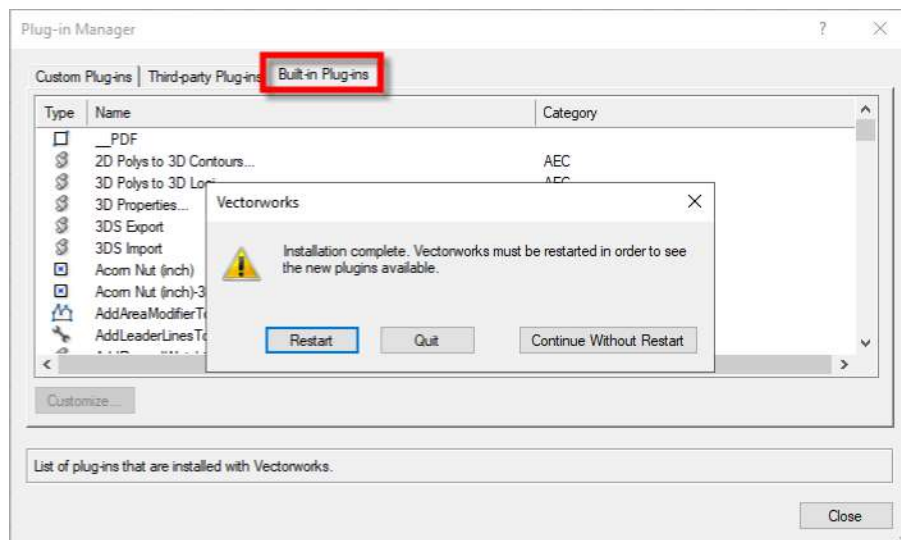 Plug-in Manager
Custom Plug-ins Third-party Plug-ins Built-in Plug-ins
Type Name Category
__PDF
2D Polys to 3D Contours... AEC
3D Polys to 3D AEC
3D Properties...
3DS Export
3DS Import
Acorn Nut (inch)
Acorn Nut (inch)-3
AddAreaModifierTo
AddLeaderLinesTo
Vectorworks
Installation complete. Vectorworks must be restarted in order to see
the new plugins available.
Restart Quit Continue Without Restart
Customize...
List of plug-ins that are installed with Vectorworks.
Close